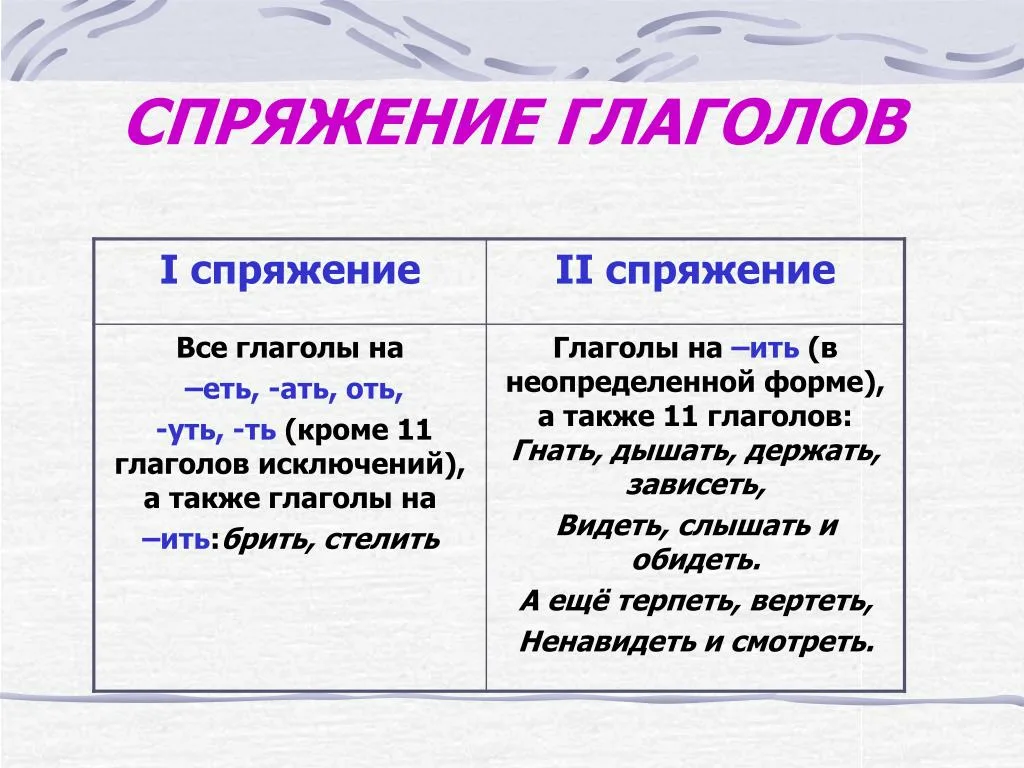 СПРЯЖЕНИЕ ГЛАГОЛОВ
I спряжение
Все глаголы на
–еть, -ать, оть,
-уть, -ть (кроме 11
глаголов исключений),
а также глаголы на
–ить:брить, стелить
II спряжение
Глаголы на –ить (в
неопределенной форме),
а также 11 глаголов:
Гнать, дышать, держать,
зависеть,
Видеть, слышать и
обидеть.
А ещё терпеть, вертеть,
Ненавидеть и смотреть.